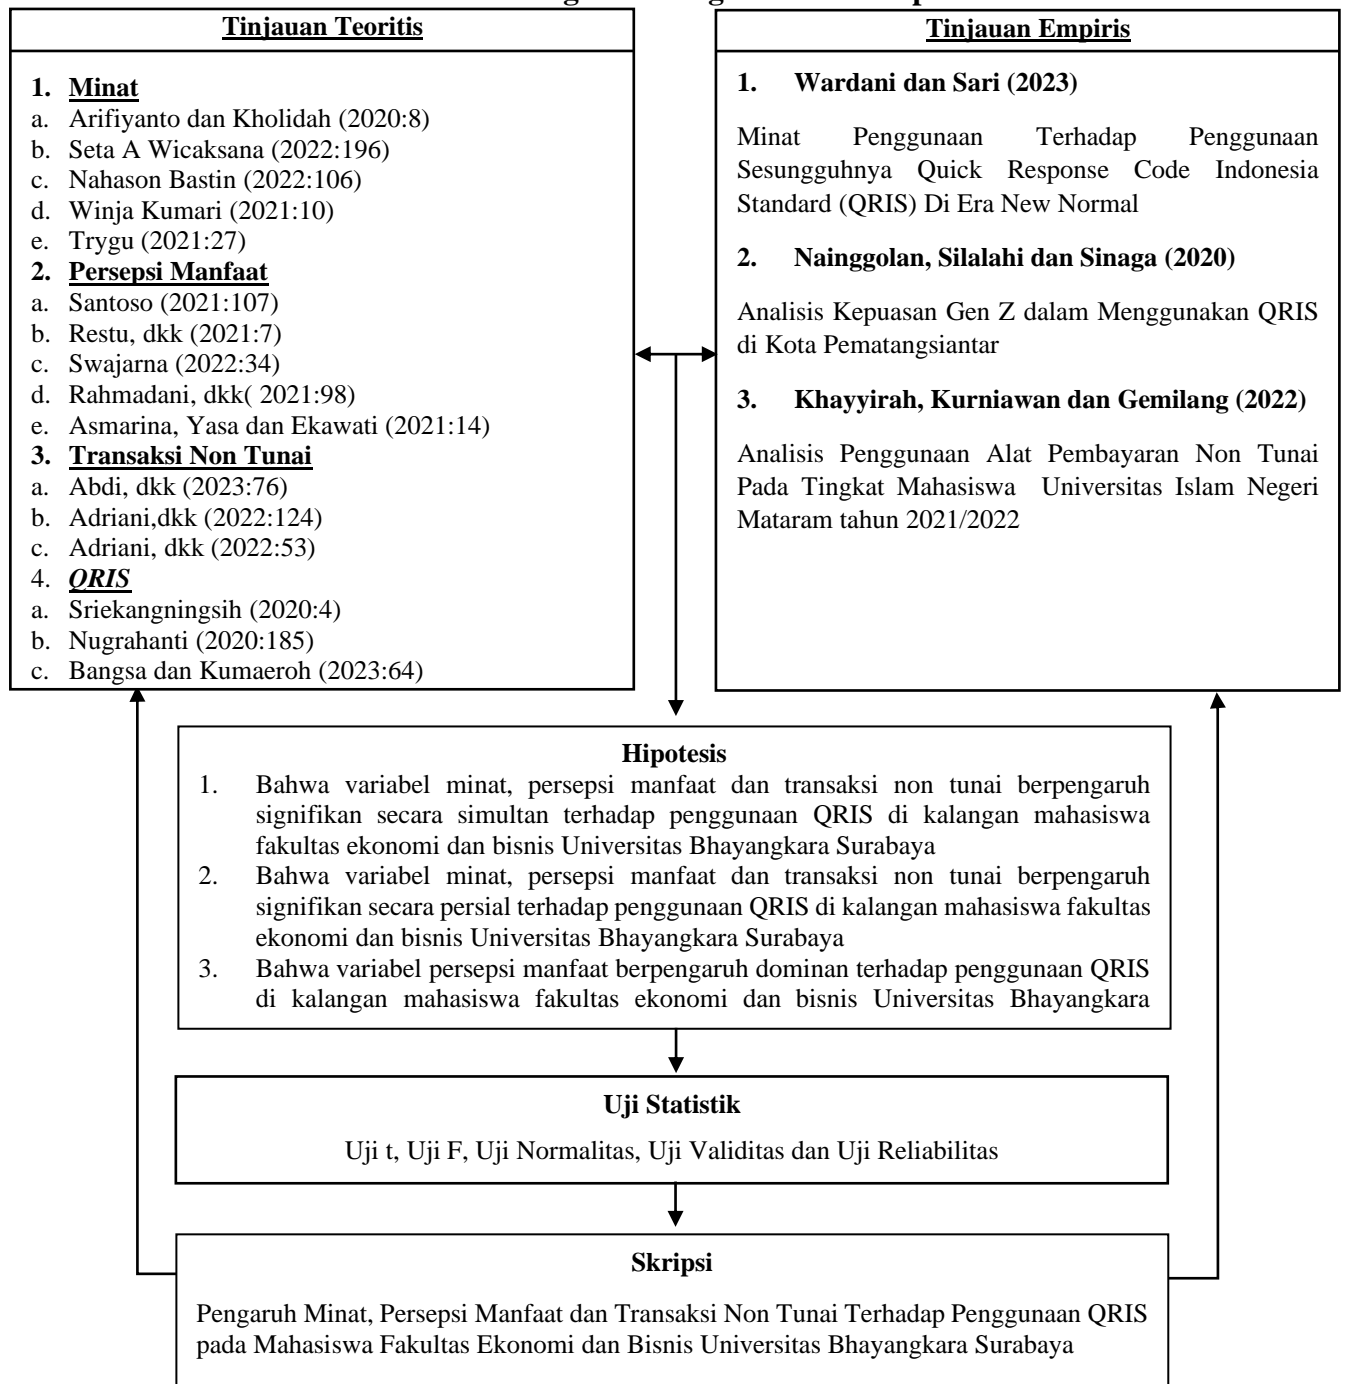 Tinjauan Teoritis
1. Minat
a. Arifiyanto dan Kholidah (2020:8)
b. Seta A Wicaksana (2022:196)
c. Nahason Bastin (2022:106)
d. Winja Kumari (2021:10)
e. Trygu (2021:27)
2. Persepsi Manfaat
a. Santoso (2021:107)
b. Restu, dkk (2021:7)
c. Swajarna (2022:34)
d. Rahmadani, dkk( 2021:98)
e. Asmarina, Yasa dan Ekawati (2021:14)
3. Transaksi Non Tunai
a. Abdi, dkk (2023:76)
b. Adriani,dkk (2022:124)
c. Adriani, dkk (2022:53)
4. QRIS
a. Sriekangningsih (2020:4)
b. Nugrahanti (2020:185)
c. Bangsa dan Kumaeroh (2023:64)
Tinjauan Empiris
1. Wardani dan Sari (2023)
Minat Penggunaan Terhadap Penggunaan
Sesungguhnya Quick Response Code Indonesia
Standard (QRIS) Di Era New Normal
2. Nainggolan, Silalahi dan Sinaga (2020)
Analisis Kepuasan Gen Z dalam Menggunakan QRIS
di Kota Pematangsiantar
3. Khayyirah, Kurniawan dan Gemilang (2022)
Analisis Penggunaan Alat Pembayaran Non Tunai
Pada Tingkat Mahasiswa Universitas Islam Negeri
Mataram tahun 2021/2022
Hipotesis
1. Bahwa variabel minat, persepsi manfaat dan transaksi non tunai berpengaruh
signifikan secara simultan terhadap penggunaan QRIS di kalangan mahasiswa
fakultas ekonomi dan bisnis Universitas Bhayangkara Surabaya
2. Bahwa variabel minat, persepsi manfaat dan transaksi non tunai berpengaruh
signifikan secara persial terhadap penggunaan QRIS di kalangan mahasiswa fakultas
ekonomi dan bisnis Universitas Bhayangkara Surabaya
3. Bahwa variabel persepsi manfaat berpengaruh dominan terhadap penggunaan QRIS
di kalangan mahasiswa fakultas ekonomi dan bisnis Universitas Bhayangkara
Uji Statistik
Uji t, Uji F, Uji Normalitas, Uji Validitas dan Uji Reliabilitas
Skripsi
Pengaruh Minat, Persepsi Manfaat dan Transaksi Non Tunai Terhadap Penggunaan QRIS
pada Mahasiswa Fakultas Ekonomi dan Bisnis Universitas Bhayangkara Surabaya